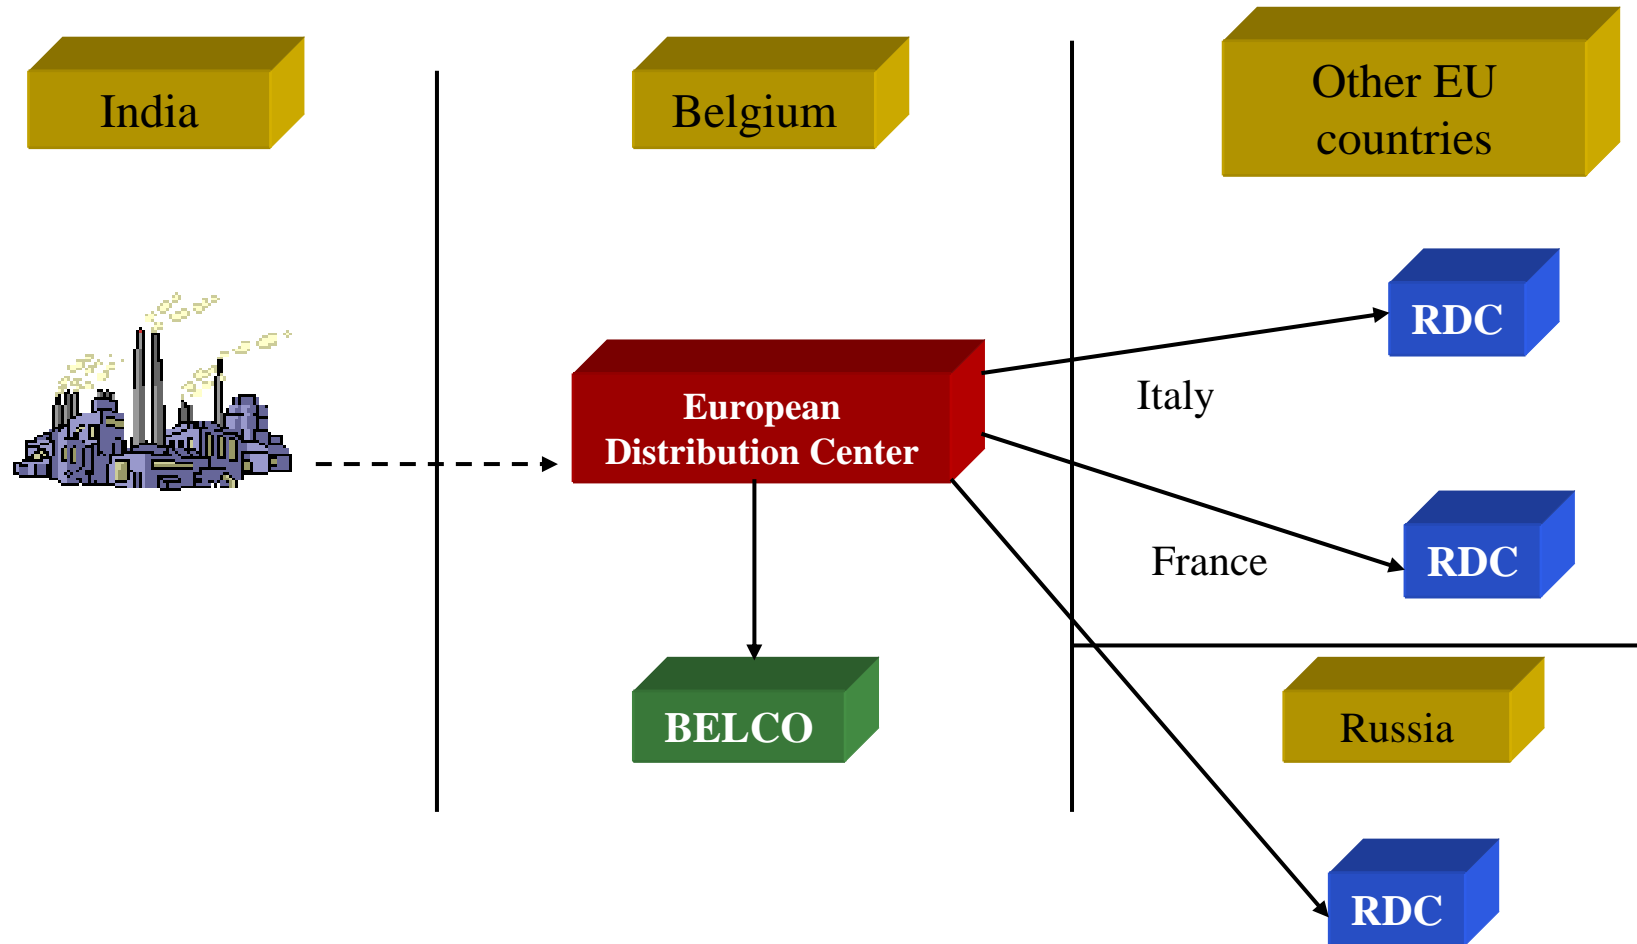 India
Belgium
Other EU
countries
RDC
Italy
European
Distribution Center
RDC
France
BELCO
Russia
RDC